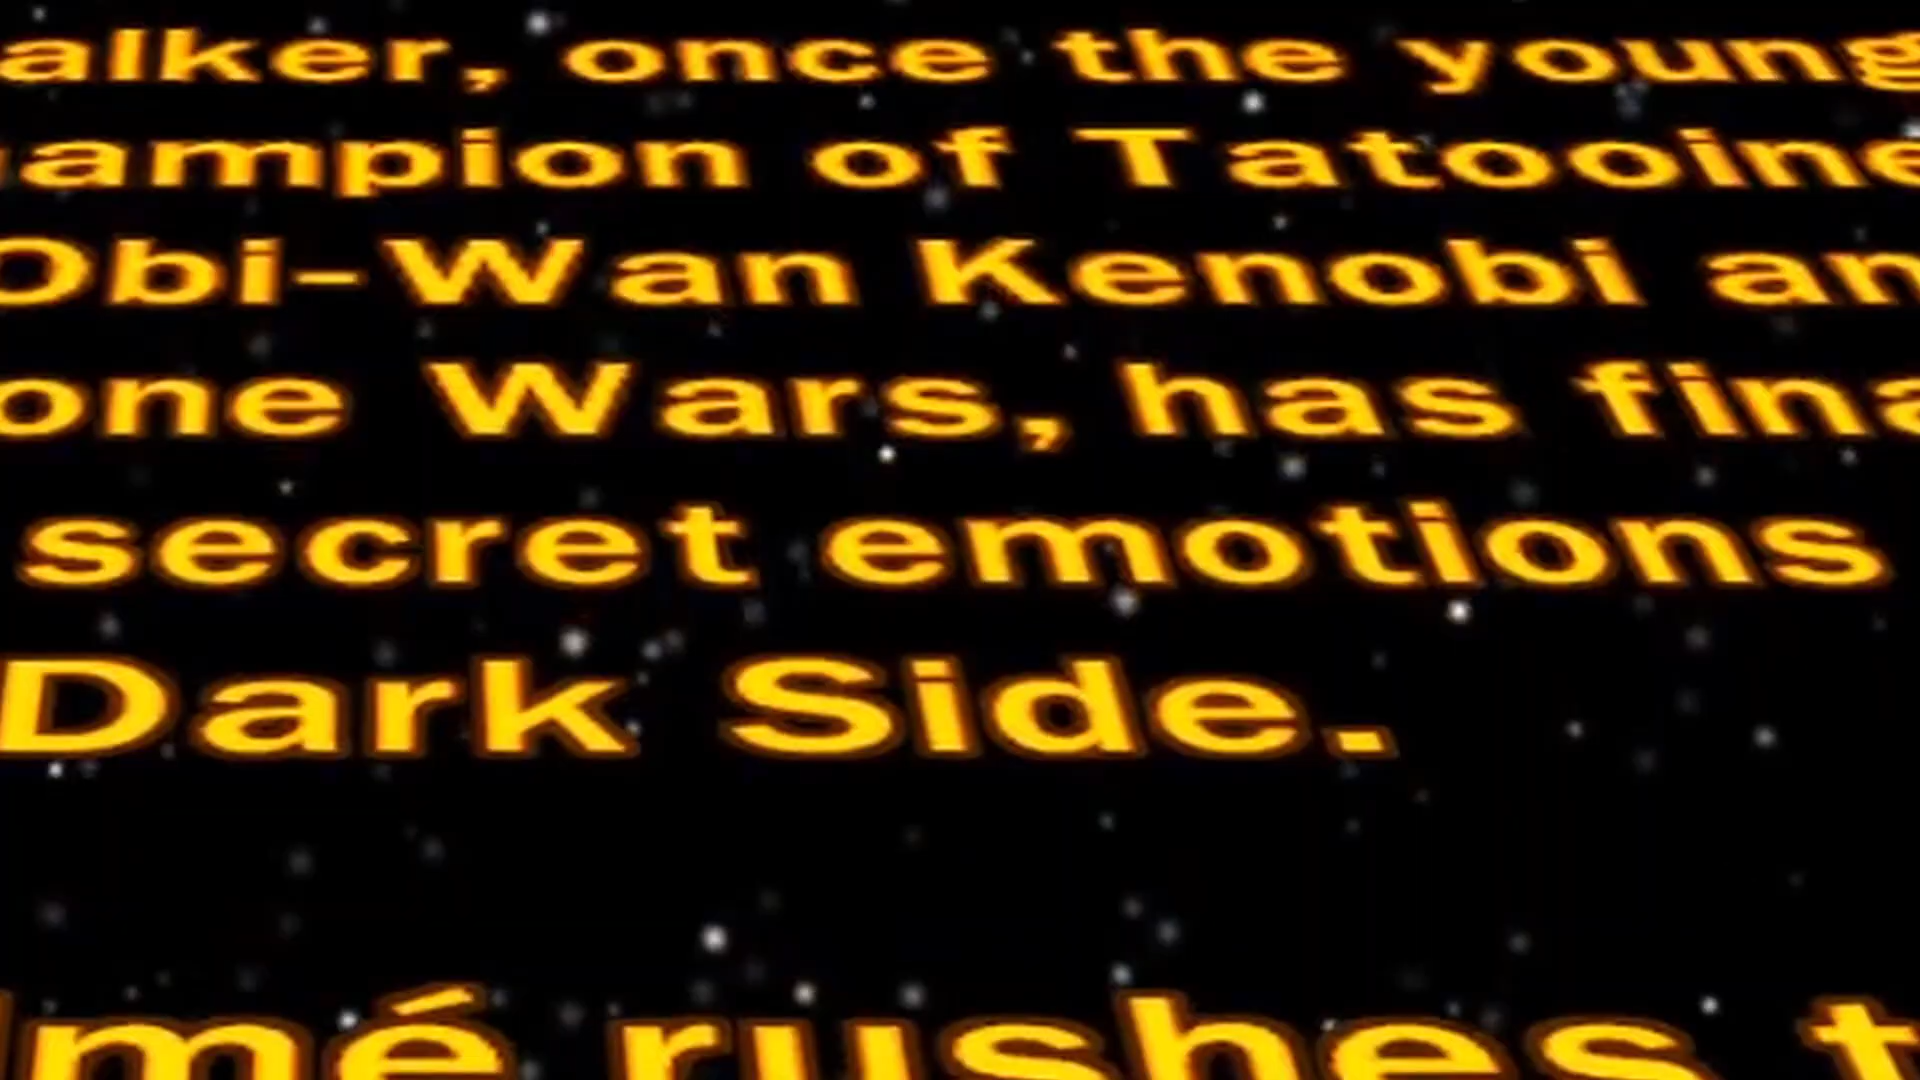 alker, once the young
ampion of Tatooine
Obi-Wan Kenobi an
one Wars, has fina
secret emotions
Dark Side.
mé rushes t